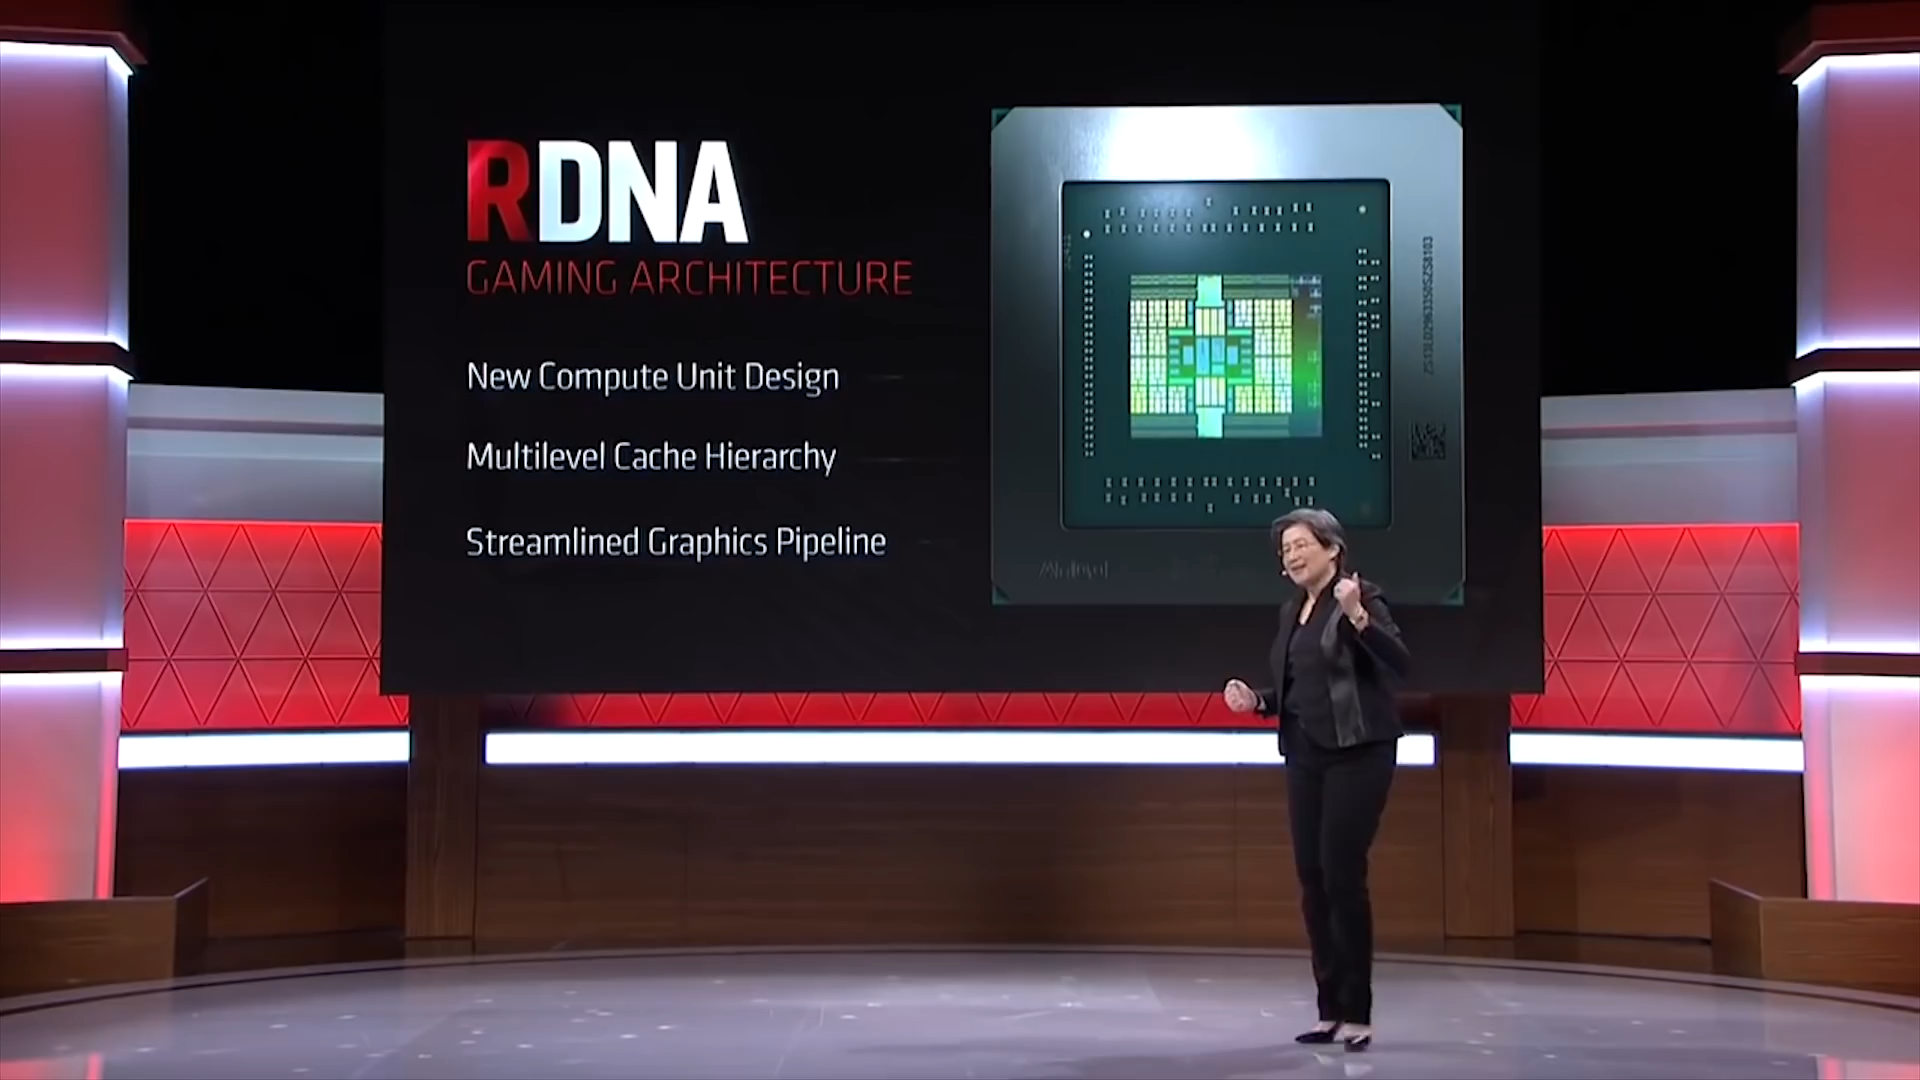 RDNA
GAMING ARCHITECTURE
New Compute Unit Design
Multilevel Cache Hierarchy
Streamlined Graphics Pipeline